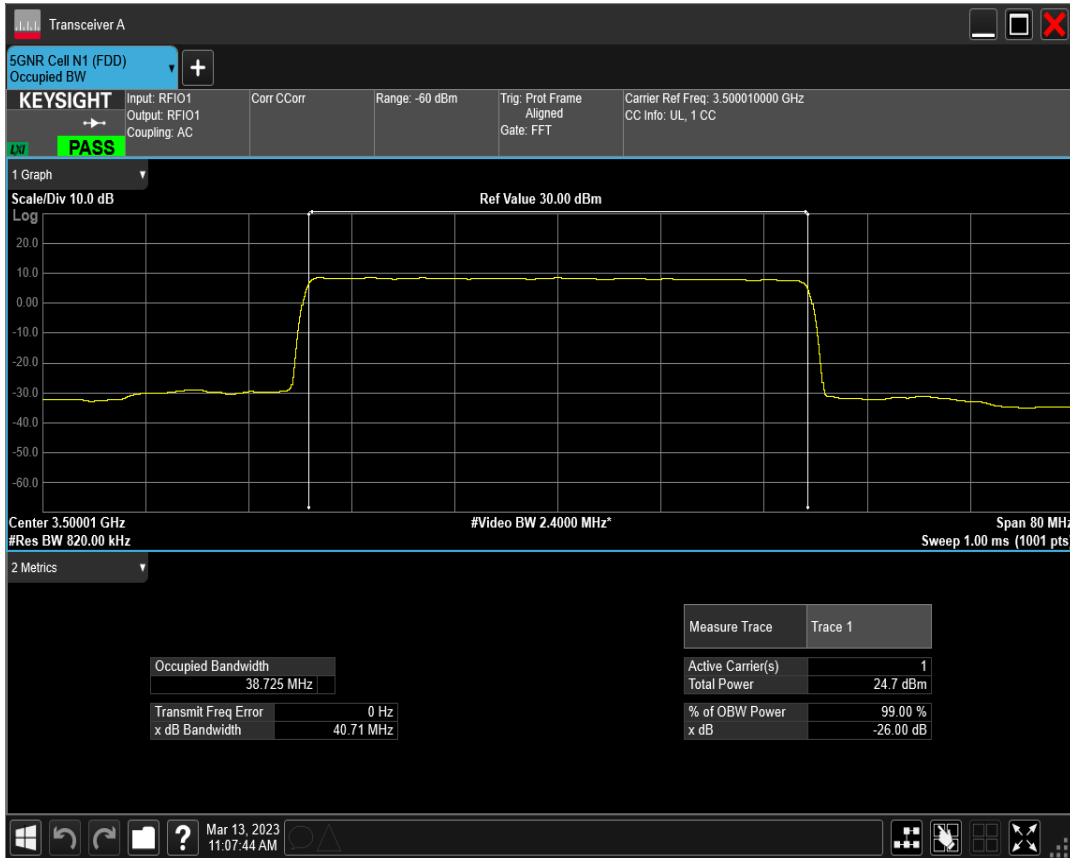 Transceiver A
5GNR Cell N1 (FDD)
Occupied BW
+
KEYSIGHT
LXI
PASS
Input: RFIO1
Output: RFIO1
Coupling: AC
Corr CCorr
Range: -60 dBm
Trig: Prot Frame
Aligned
Gate: FFT
Carrier Ref Freq: 3.500010000 GHz
CC Info: UL, 1 CC
1 Graph
Scale/Div 10.0 dB
Ref Value 30.00 dBm
Log
20.0
10.0
0.00
-10.0
-20.0
-30.0
-40.0
-50.0
-60.0
Center 3.50001 GHz
#Video BW 2.4000 MHz*
Span 80 MHz
#Res BW 820.00 kHz
Sweep 1.00 ms (1001 pts)
2 Metrics
Measure Trace Trace 1
Occupied Bandwidth
38.725 MHz
Active Carrier(s) 1
Total Power 24.7 dBm
Transmit Freq Error 0 Hz
x dB Bandwidth 40.71 MHz
% of OBW Power 99.00 %
x dB -26.00 dB
?
Mar 13, 2023
11:07:44 AM